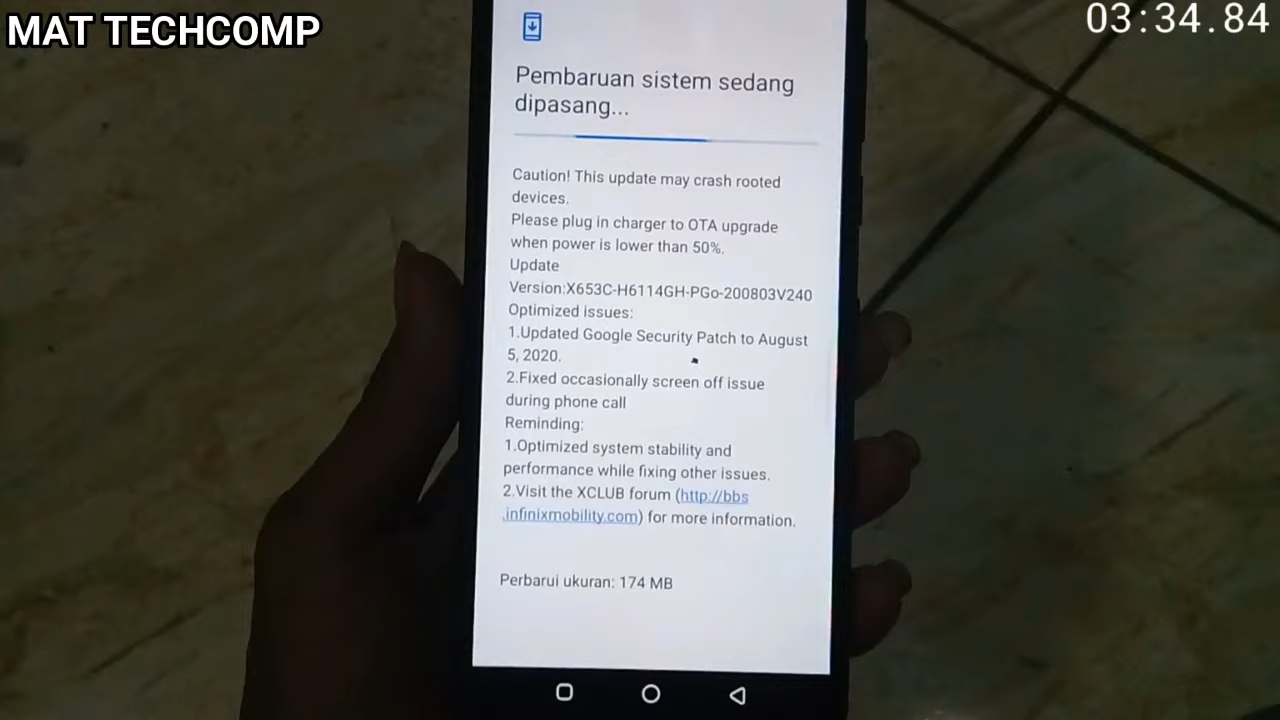 MAT TECHCOMP
03:34.84
Pembaruan sistem sedang
dipasang...
Caution! This update may crash rooted
devices.
Please plug in charger to OTA upgrade
when power is lower than 50%.
Update
Version:X653C-H6114GH-PGo-200803V240
Optimized issues:
1.Updated Google Security Patch to August
5, 2020.
2.Fixed occasionally screen off issue
during phone call
Reminding:
1.Optimized system stability and
performance while fixing other issues.
2.Visit the XCLUB forum (http://bbs
.infinixmobility.com) for more information.
Perbarui ukuran: 174 MB